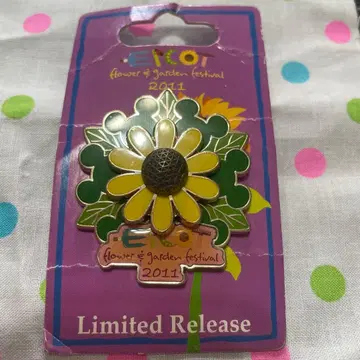 EPCOT
flower & garden festival
2011
EPCOT
flower & garden festival
2011
Limited Release